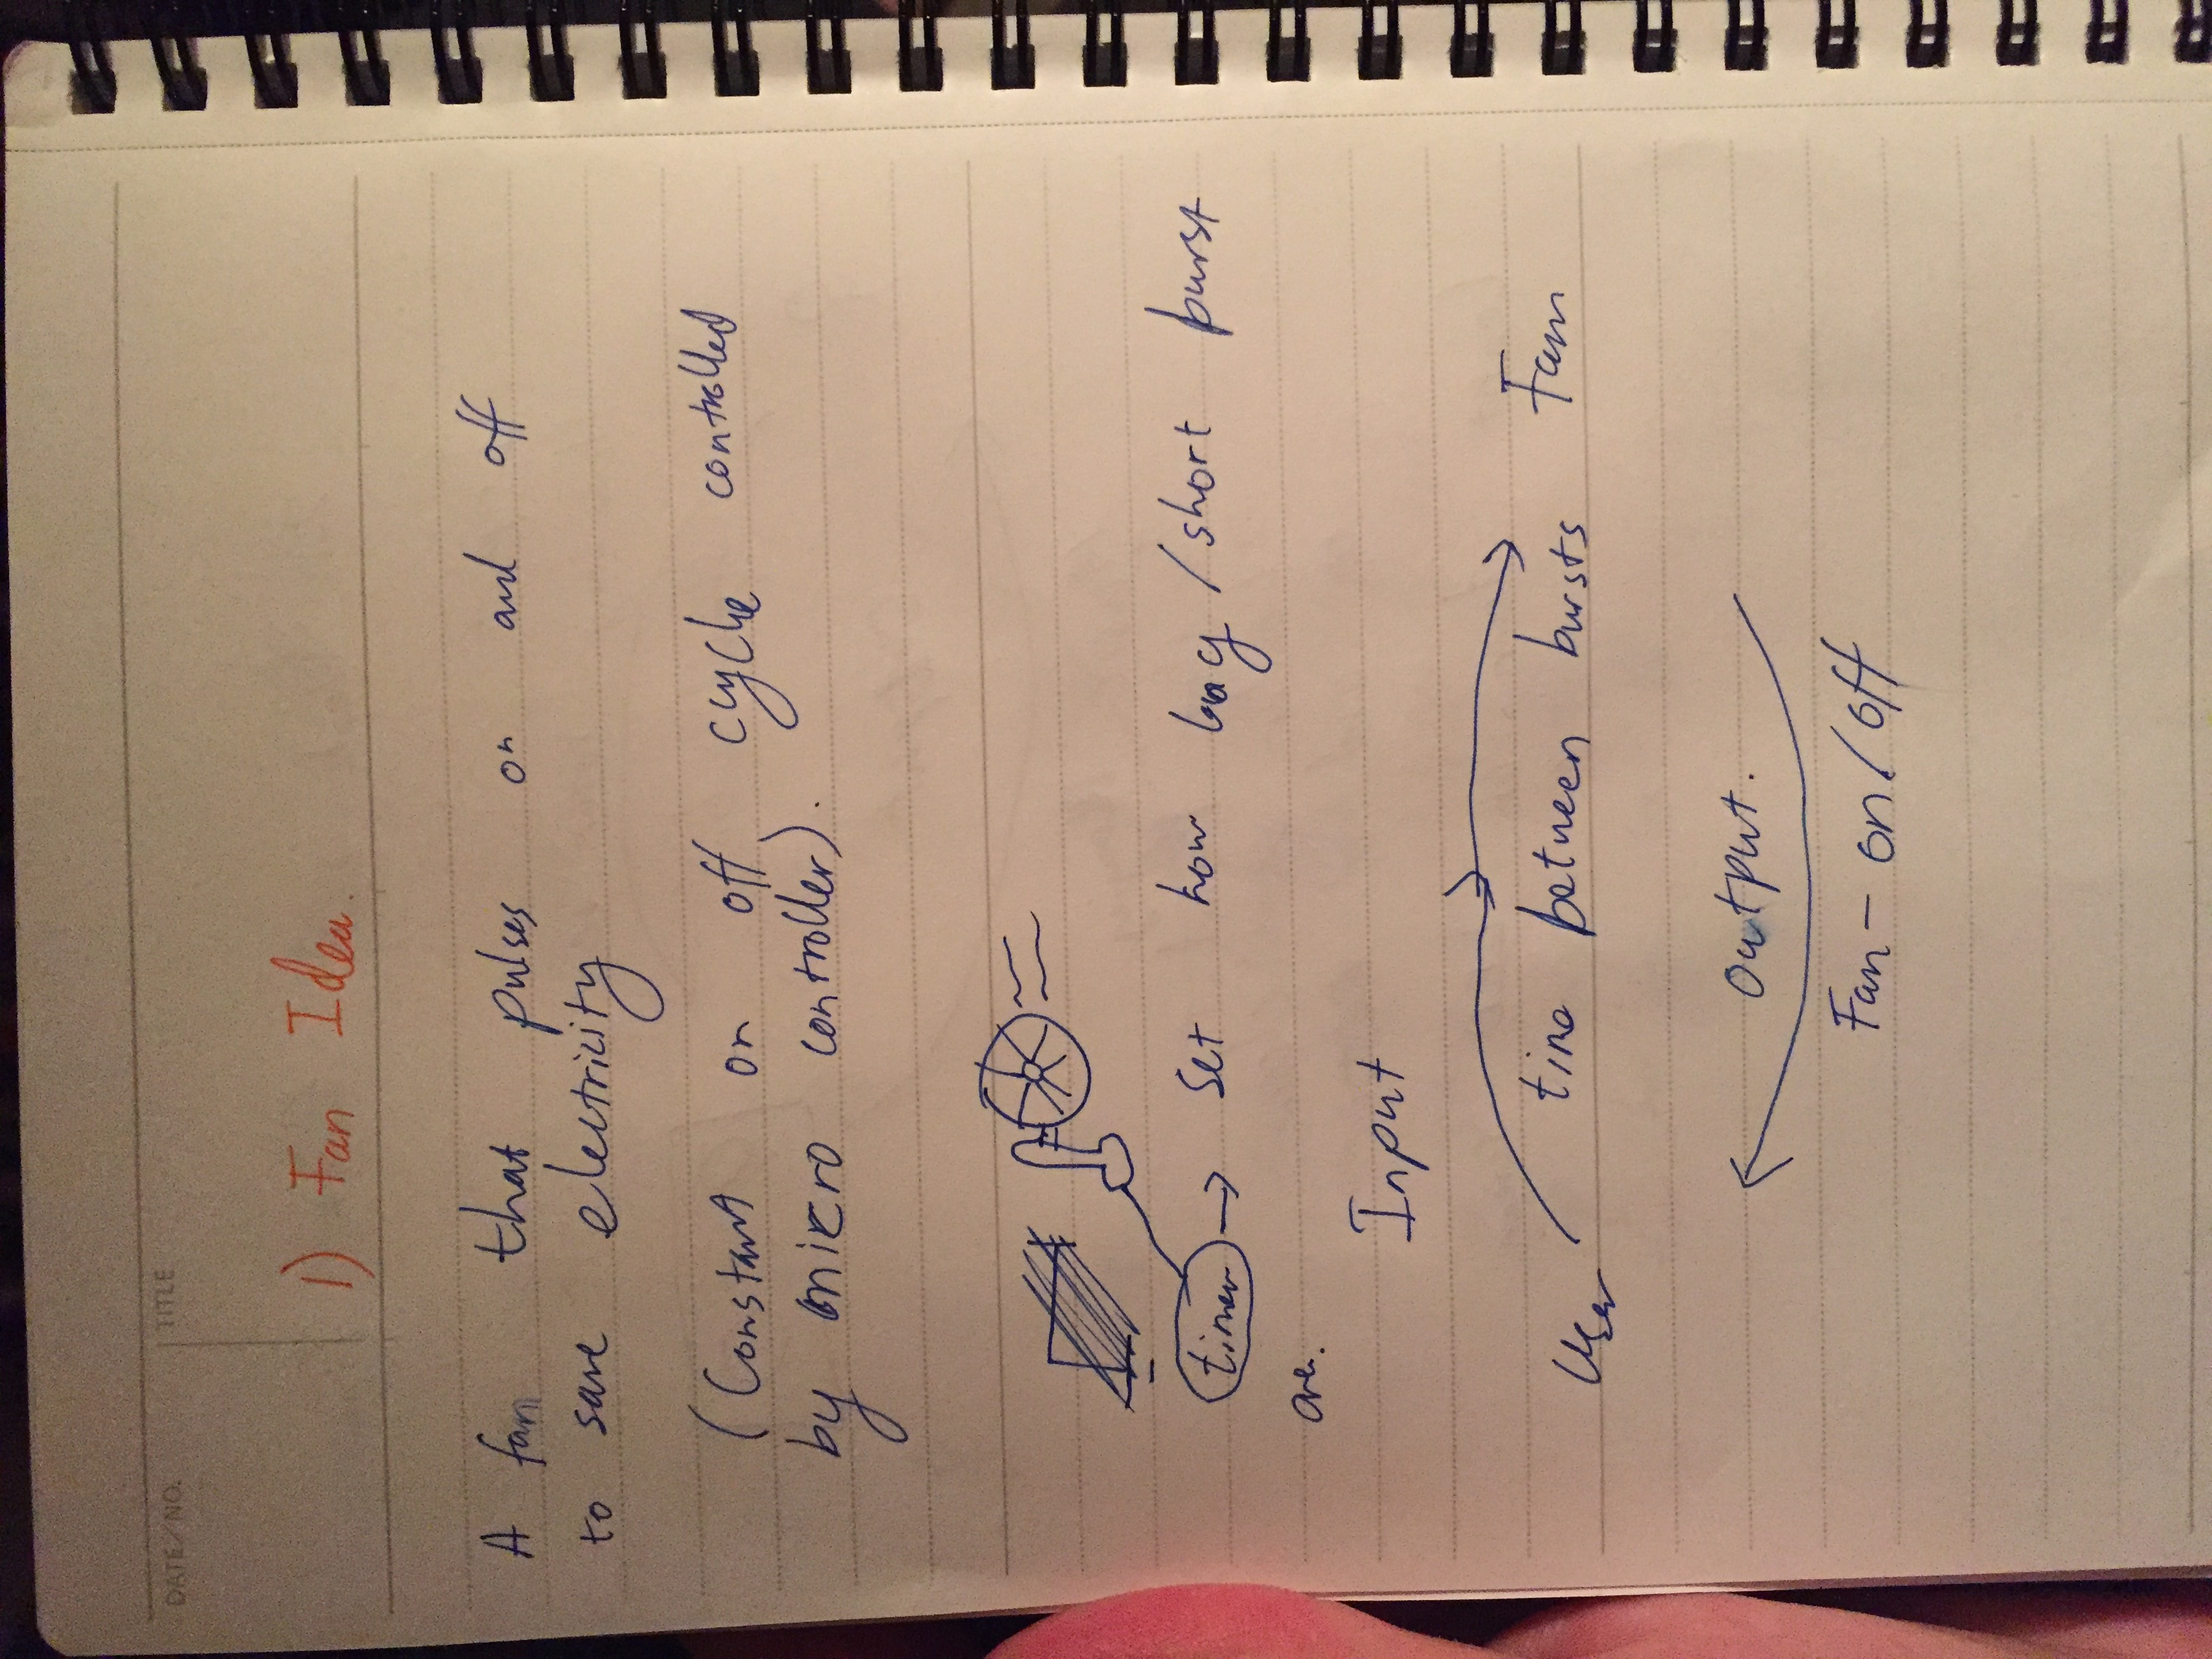 DATE/NO.
TITLE
1) Fan Idea.
A fan that pulses on and off
to save electricity
(Constant on off cycle controlled
by mikro controller).
timer → Set how long/short burst
are.
Input
User time between bursts Fan
Output.
Fan - on/off